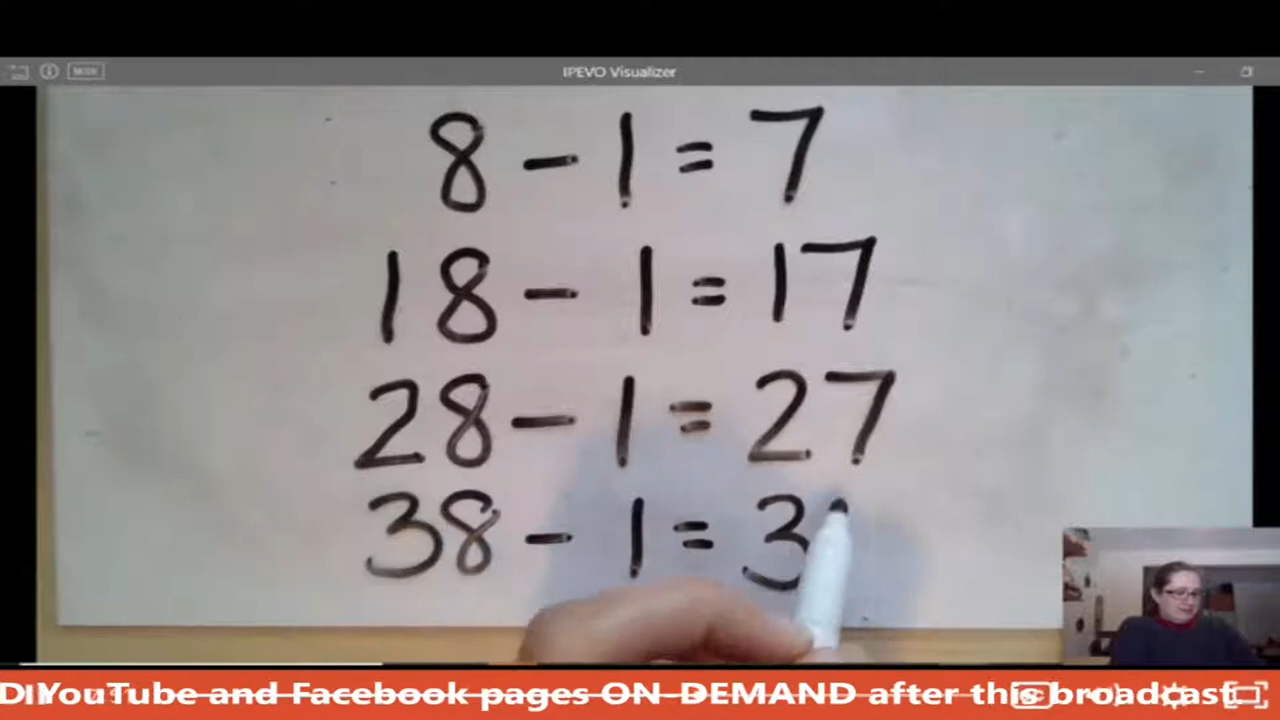 IPEVO Visualizer
8 - 1 = 7
18 - 1 = 17
28 - 1 = 27
38 - 1 = 3
YouTube and Facebook pages ON-DEMAND after this broadcast.